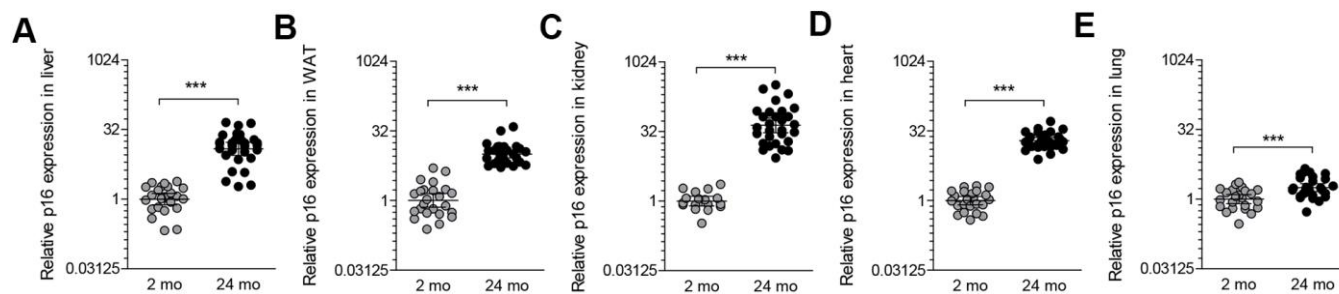 A
Relative p16 expression in liver
1024
32
1
0.03125
***
2 mo
24 mo
B
Relative p16 expression in WAT
1024
32
1
0.03125
***
2 mo
24 mo
C
Relative p16 expression in kidney
1024
32
1
0.03125
***
2 mo
24 mo
D
Relative p16 expression in heart
1024
32
1
0.03125
***
2 mo
24 mo
E
Relative p16 expression in lung
1024
32
1
0.03125
***
2 mo
24 mo